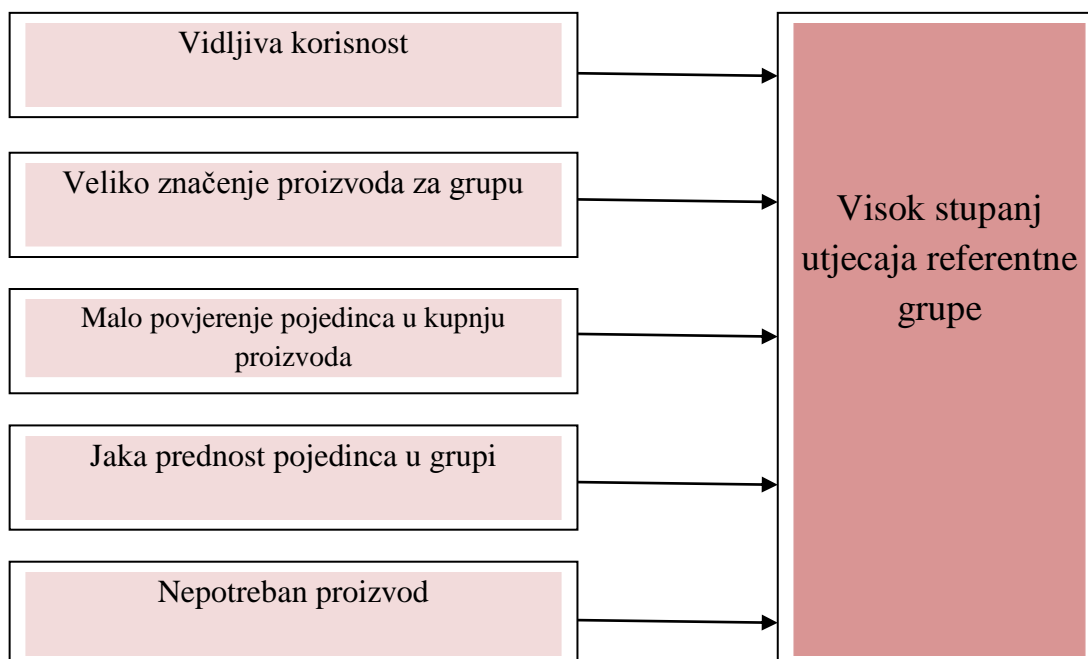 Vidljiva korisnost
Veliko značenje proizvoda za grupu
Malo povjerenje pojedinca u kupnju
proizvoda
Jaka prednost pojedinca u grupi
Nepotreban proizvod
Visok stupanj
utjecaja referentne
grupe